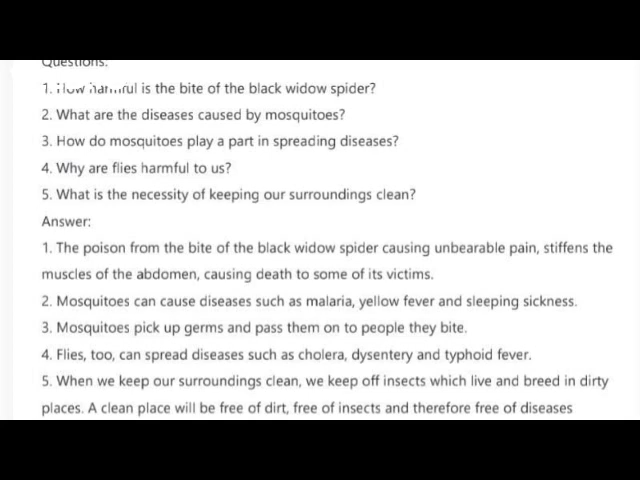 Questions:
1. How harmful is the bite of the black widow spider?
2. What are the diseases caused by mosquitoes?
3. How do mosquitoes play a part in spreading diseases?
4. Why are flies harmful to us?
5. What is the necessity of keeping our surroundings clean?
Answer:
1. The poison from the bite of the black widow spider causing unbearable pain, stiffens the
muscles of the abdomen, causing death to some of its victims.
2. Mosquitoes can cause diseases such as malaria, yellow fever and sleeping sickness.
3. Mosquitoes pick up germs and pass them on to people they bite.
4. Flies, too, can spread diseases such as cholera, dysentery and typhoid fever.
5. When we keep our surroundings clean, we keep off insects which live and breed in dirty
places. A clean place will be free of dirt, free of insects and therefore free of diseases